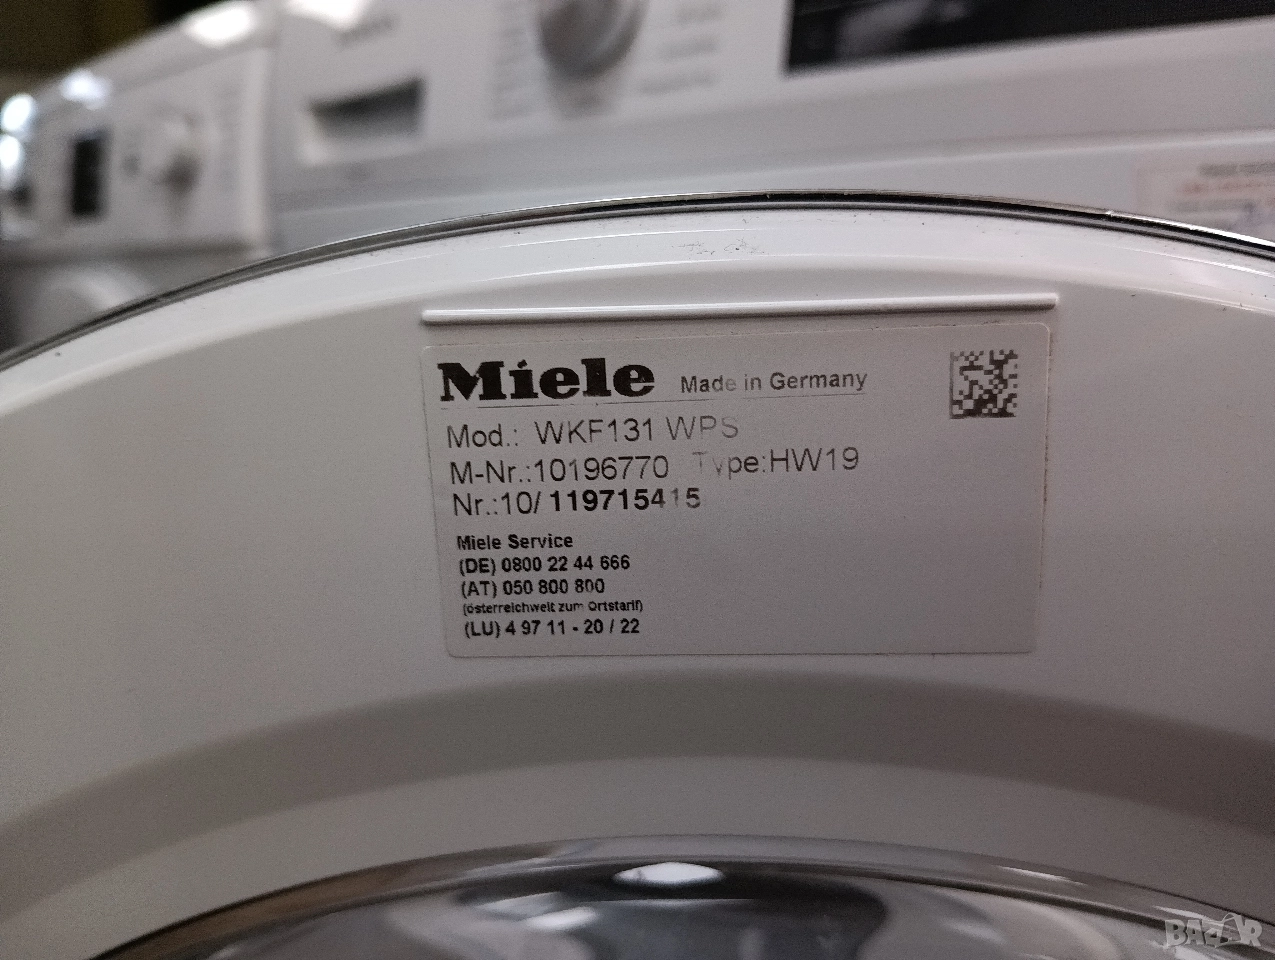 Miele Made in Germany
Mod.: WKF131 WPS
M-Nr.:10196770 Type:HW19
Nr.:10/119715415
Miele Service
(DE) 0800 22 44 666
(AT) 050 800 800
(österreichweit zum Ortstarif)
(LU) 4 97 11 - 20 / 22
BAZAR